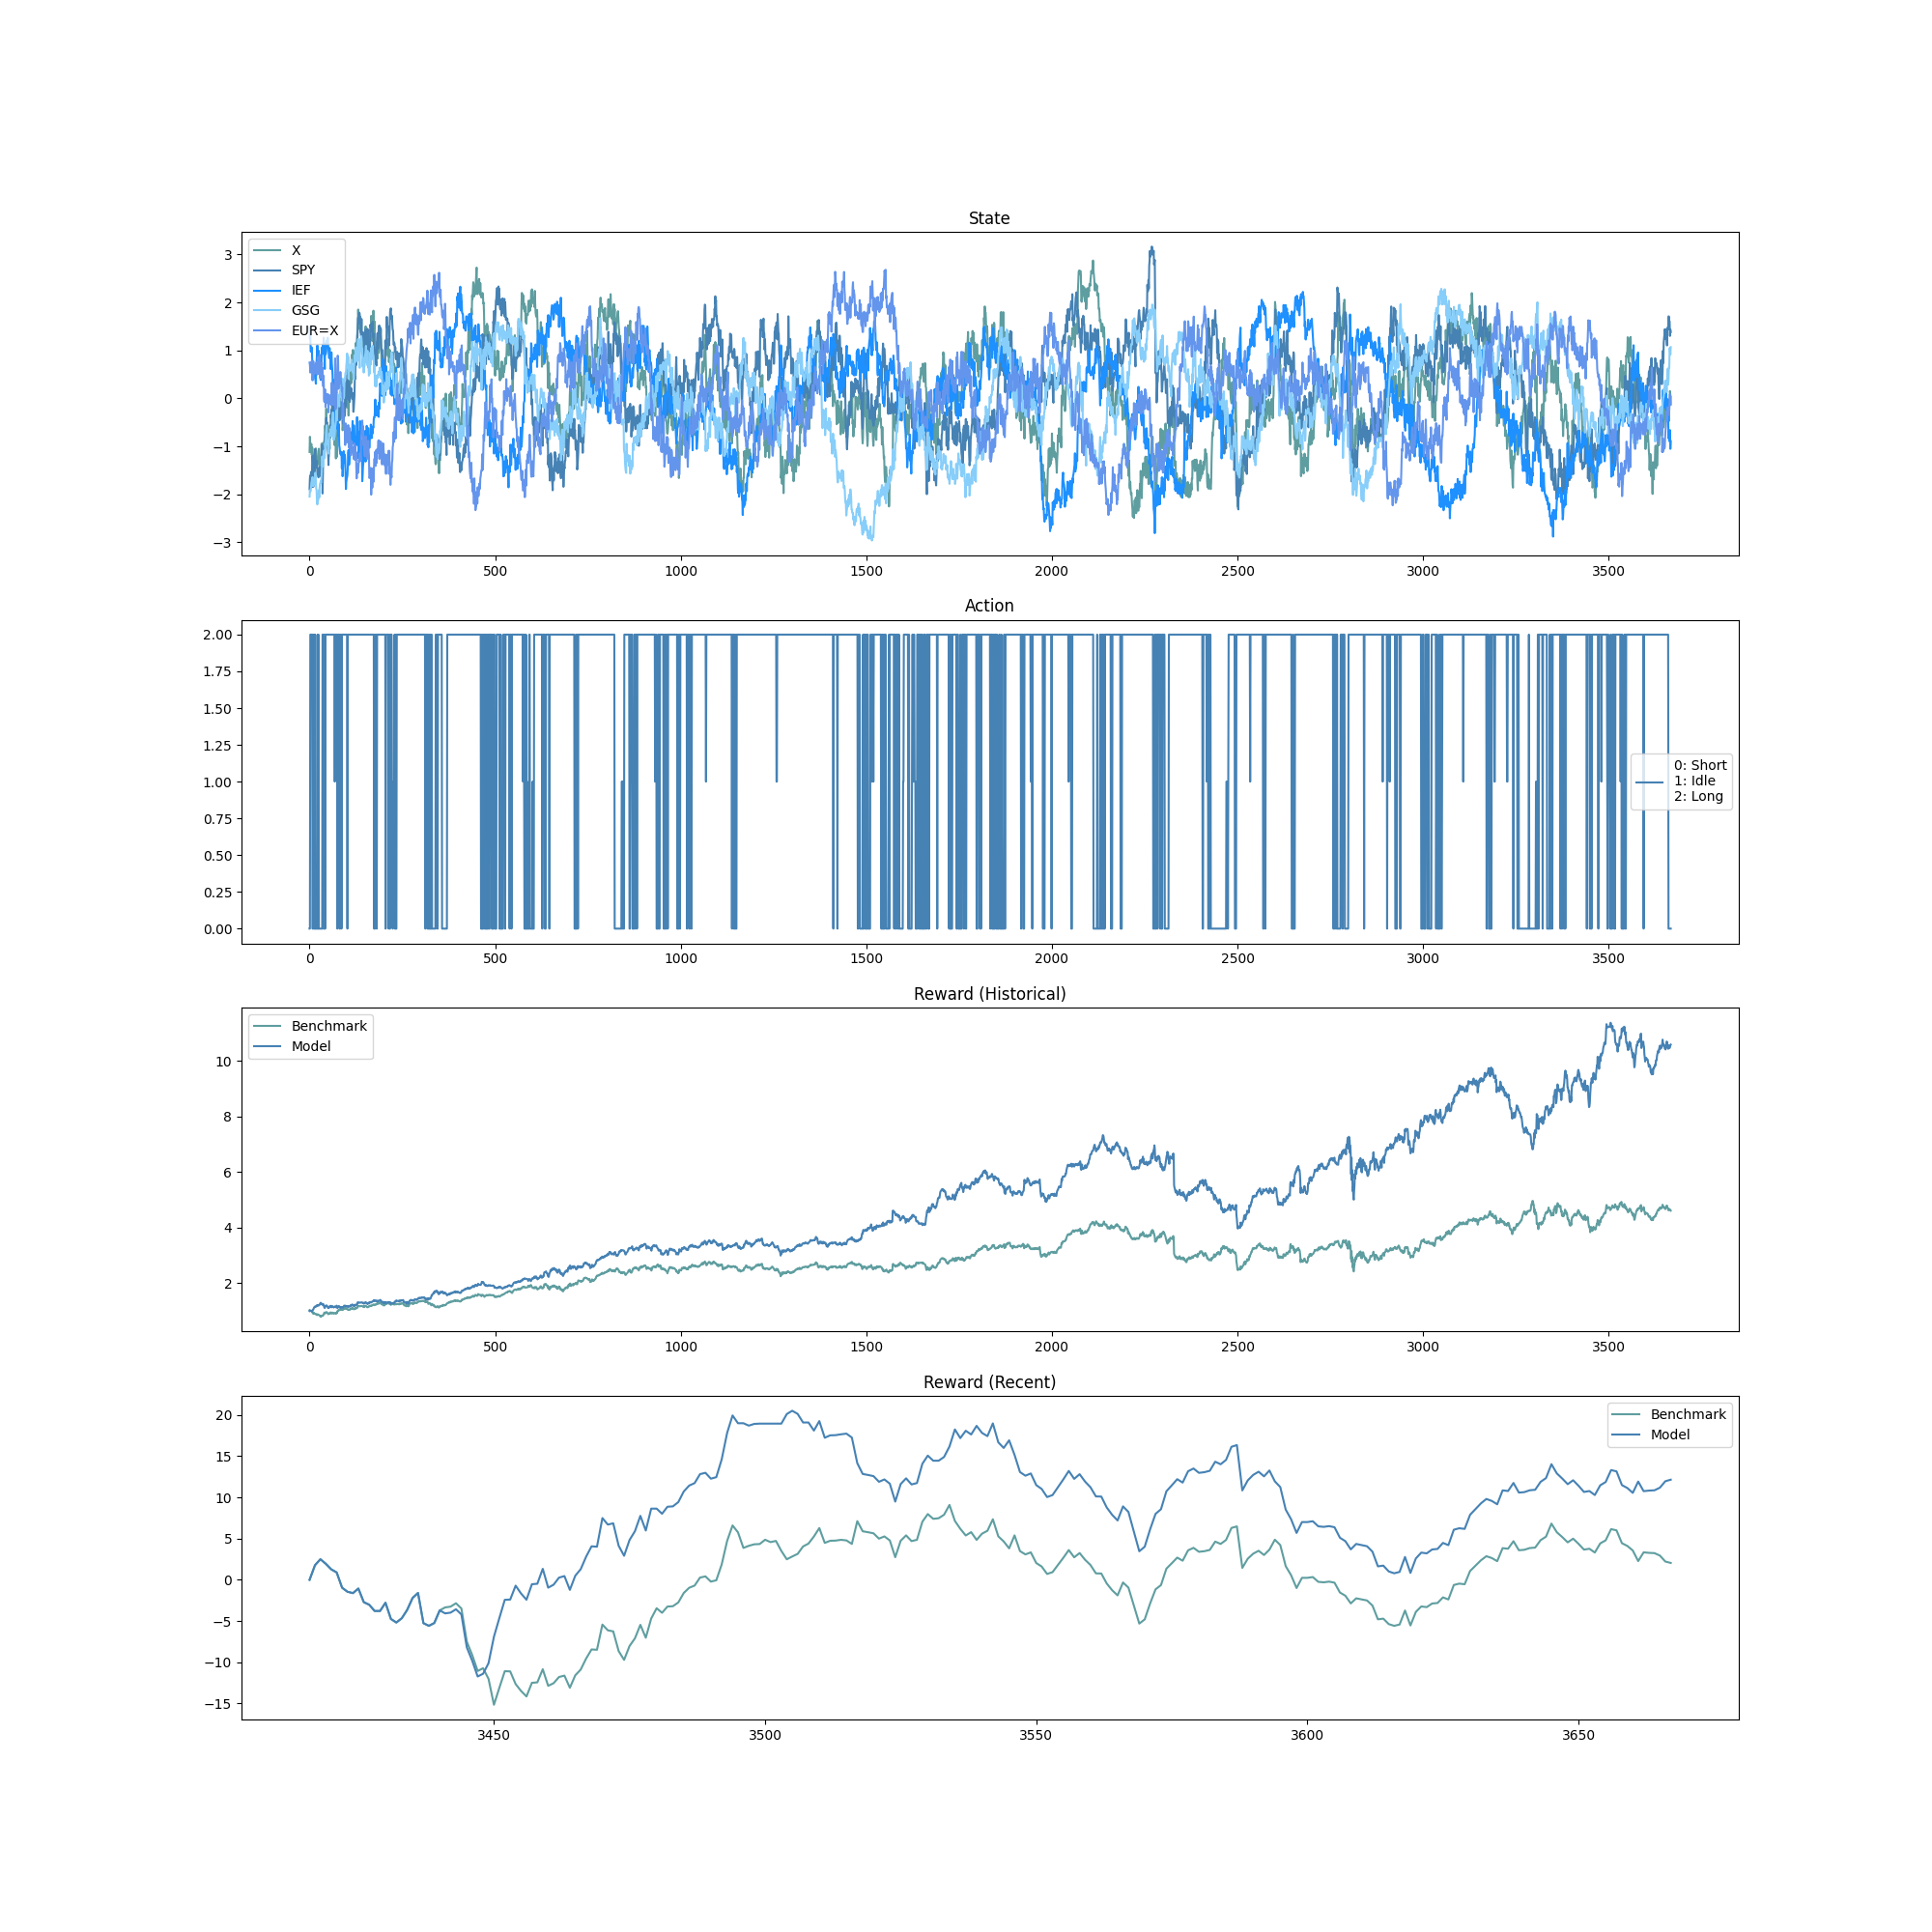 State
3
2
1
0
−1
−2
−3
X
SPY
IEF
GSG
EUR=X
0 500 1000 1500 2000 2500 3000 3500
Action
2.00
1.75
1.50
1.25
1.00
0.75
0.50
0.25
0.00
0: Short
1: Idle
2: Long
0 500 1000 1500 2000 2500 3000 3500
Reward (Historical)
10
8
6
4
2
Benchmark
Model
0 500 1000 1500 2000 2500 3000 3500
Reward (Recent)
20
15
10
5
0
−5
−10
−15
Benchmark
Model
3450 3500 3550 3600 3650